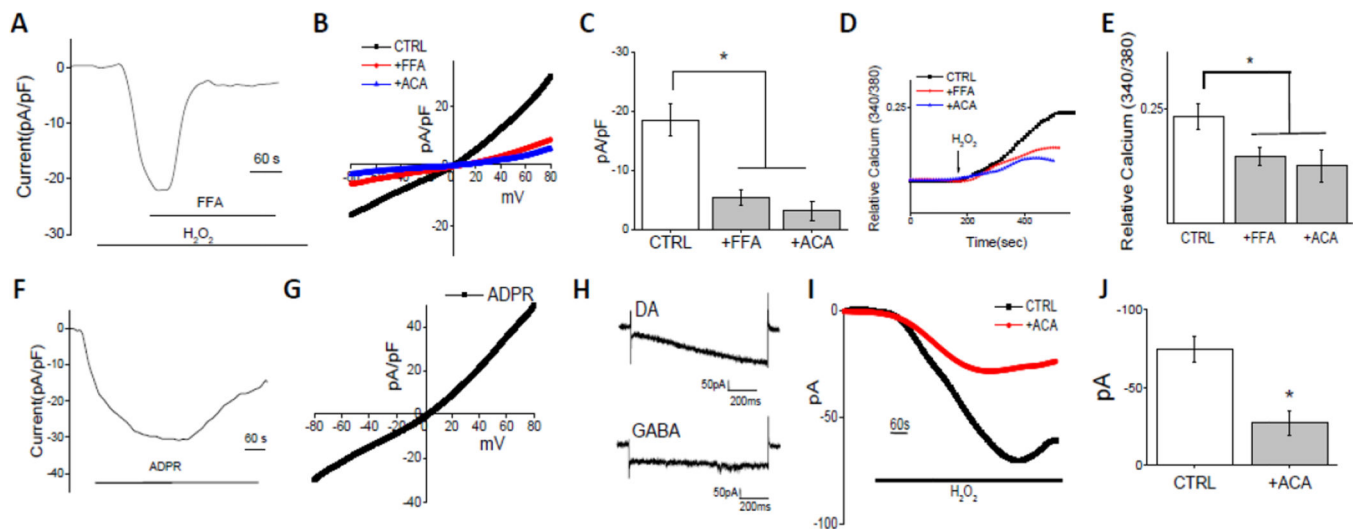 A
Current(pA/pF)
0
-10
-20
-30
60 s
FFA
H₂O₂
B
CTRL
+FFA
+ACA
pA/pF
20
-20
-80
-40
0
20
40
60
80
mV
C
pA/pF
-30
-20
-10
-0
*
CTRL
+FFA
+ACA
D
CTRL
+FFA
+ACA
Relative Calcium (340/380)
0.25
H₂O₂
0
200
400
Time(sec)
E
Relative Calcium (340/380)
0.25
*
CTRL
+FFA
+ACA
F
Current(pA/pF)
0
-10
-20
-30
-40
60 s
ADPR
G
ADPR
pA/pF
40
20
0
-20
-40
-80
-60
-40
-20
20
40
60
80
mV
H
DA
50pA
200ms
GABA
50pA
200ms
I
CTRL
+ACA
pA
0
-50
-100
60s
H₂O₂
J
pA
-100
-50
0
*
CTRL
+ACA